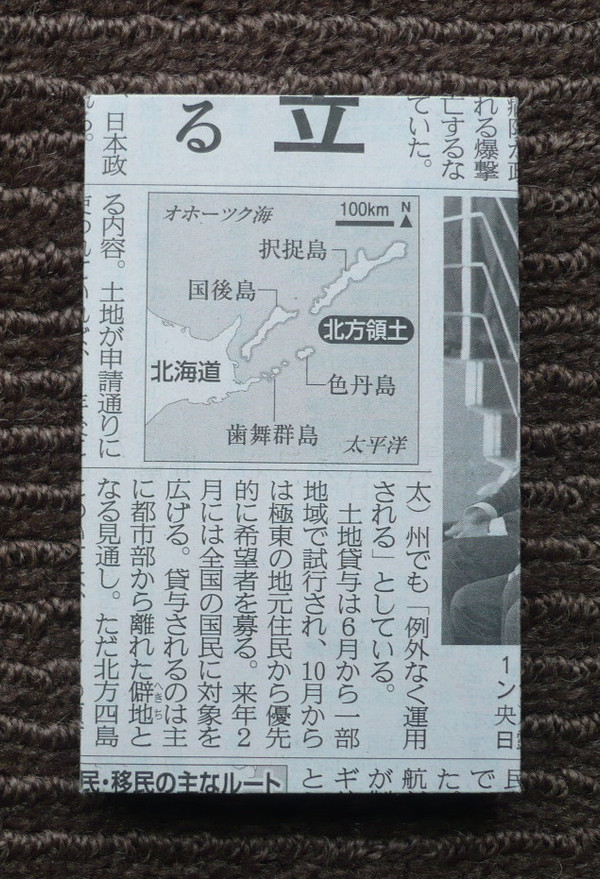 れる爆撃
亡するな
ていた。
立
る
、日本政
れる。
オホーツク海
100km N
択捉島
国後島
北方領土
北海道
色丹島
歯舞群島
太平洋
る内容。土地が申請通りに
太）州でも「例外なく運用
される」としている。
土地貸与は6月から一部
地域で試行され、10月から
は極東の地元住民から優先
的に希望者を募る。来年2
月には全国の国民に対象を
広げる。貸与されるのは主
に都市部から離れた僻地と
へきち
なる見通し。ただ北方四島
1
ン
央
日
民
で
た。
航
が
ギ
と
民・移民の主なルート